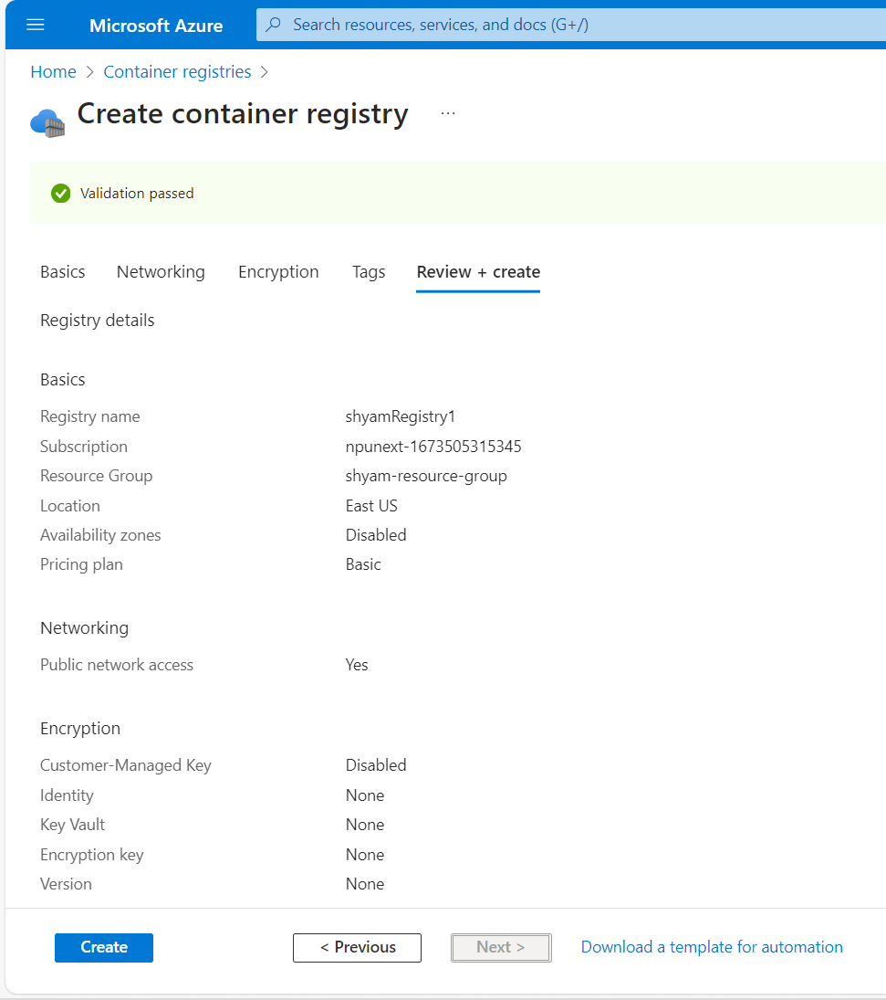 Microsoft Azure
Search resources, services, and docs (G+/)
Home > Container registries >
Create container registry ...
Validation passed
Basics Networking Encryption Tags Review + create
Registry details
Basics
Registry name shyamRegistry1
Subscription npunext-1673505315345
Resource Group shyam-resource-group
Location East US
Availability zones Disabled
Pricing plan Basic
Networking
Public network access Yes
Encryption
Customer-Managed Key Disabled
Identity None
Key Vault None
Encryption key None
Version None
Create < Previous Next > Download a template for automation